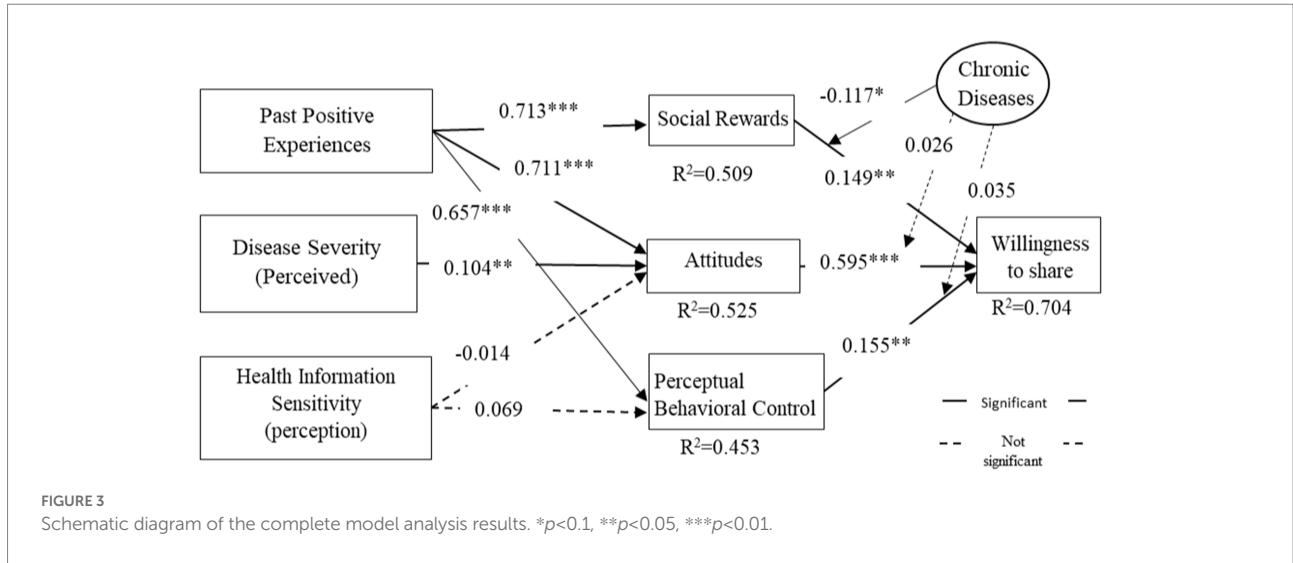 Past Positive
Experiences
0.713***
0.711***
0.657***
Social Rewards
R²=0.509
-0.117*
Chronic
Diseases
0.026
0.149**
0.035
Disease Severity
(Perceived)
0.104**
Attitudes
R²=0.525
0.595***
Willingness
to share
R²=0.704
Health Information
Sensitivity
(perception)
-0.014
0.069
Perceptual
Behavioral Control
R²=0.453
0.155**
Significant
Not
significant
FIGURE 3
Schematic diagram of the complete model analysis results. *p<0.1, **p<0.05, ***p<0.01.